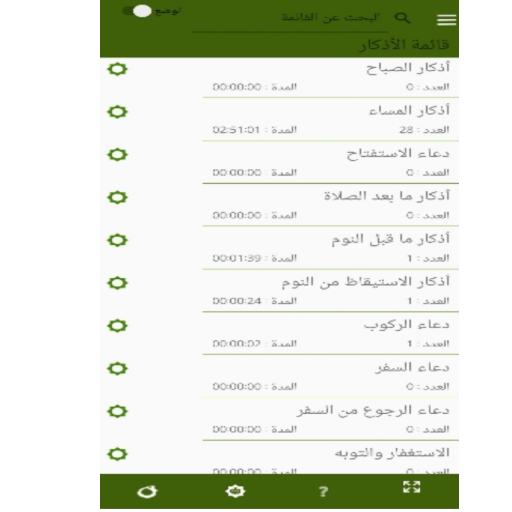 توضع
البحث عن القائمة
قائمة الأذكار
أذكار الصباح
العدد : 0 المدة : 00:00:00
أذكار المساء
العدد : 28 المدة : 02:51:01
دعاء الاستفتاح
العدد : 0 المدة : 00:00:00
أذكار ما بعد الصلاة
العدد : 0 المدة : 00:00:00
أذكار ما قبل النوم
العدد : 1 المدة : 00:01:39
أذكار الاستيقاظ من النوم
العدد : 1 المدة : 00:00:24
دعاء الركوب
العدد : 1 المدة : 00:00:02
دعاء السفر
العدد : 0 المدة : 00:00:00
دعاء الرجوع من السفر
العدد : 0 المدة : 00:00:00
الاستغفار والتوبه
العدد : 0 المدة : 00:00:00
?